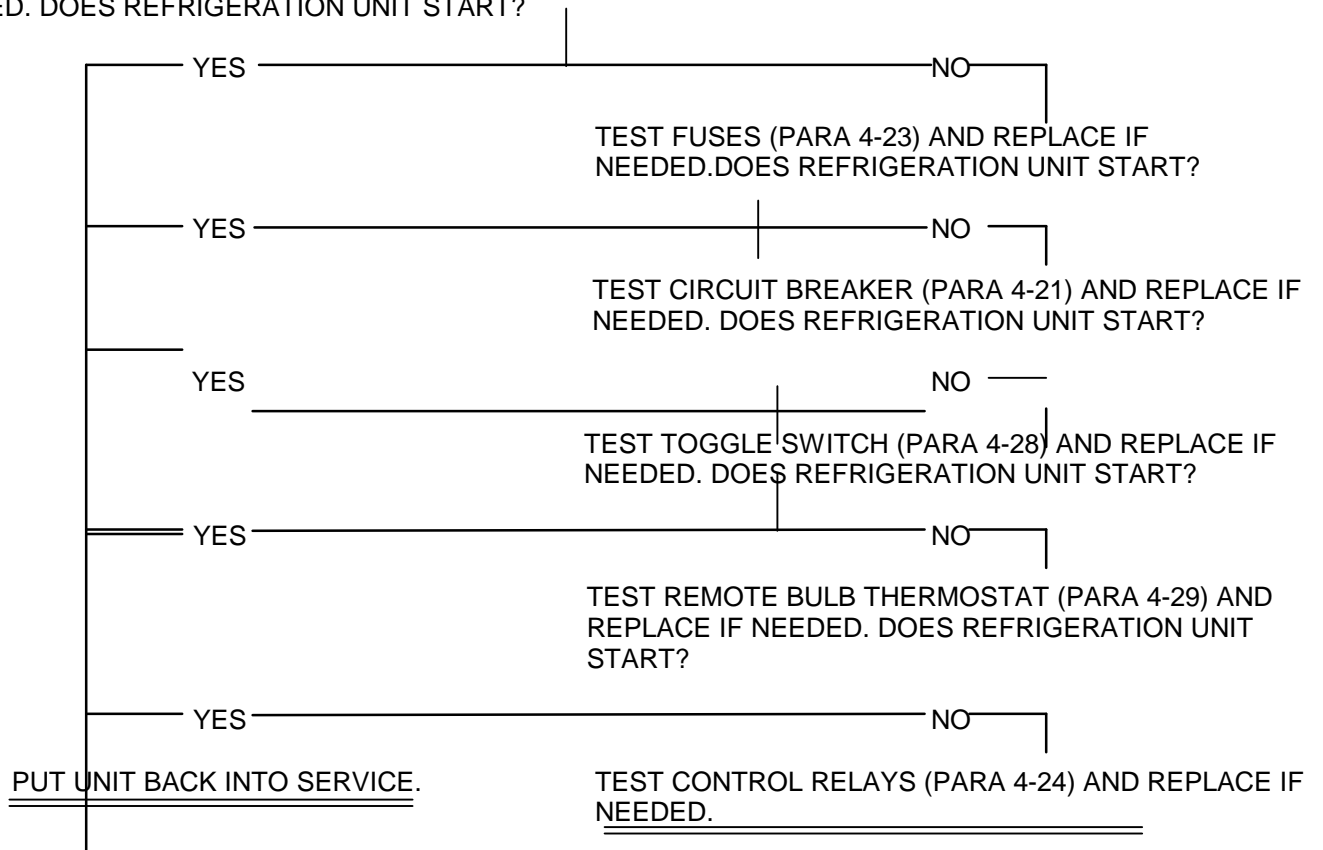 ED. DOES REFRIGERATION UNIT START?
YES NO
TEST FUSES (PARA 4-23) AND REPLACE IF
NEEDED.DOES REFRIGERATION UNIT START?
YES NO
TEST CIRCUIT BREAKER (PARA 4-21) AND REPLACE IF
NEEDED. DOES REFRIGERATION UNIT START?
YES NO
TEST TOGGLE SWITCH (PARA 4-28) AND REPLACE IF
NEEDED. DOES REFRIGERATION UNIT START?
YES NO
TEST REMOTE BULB THERMOSTAT (PARA 4-29) AND
REPLACE IF NEEDED. DOES REFRIGERATION UNIT
START?
YES NO
PUT UNIT BACK INTO SERVICE.
TEST CONTROL RELAYS (PARA 4-24) AND REPLACE IF
NEEDED.